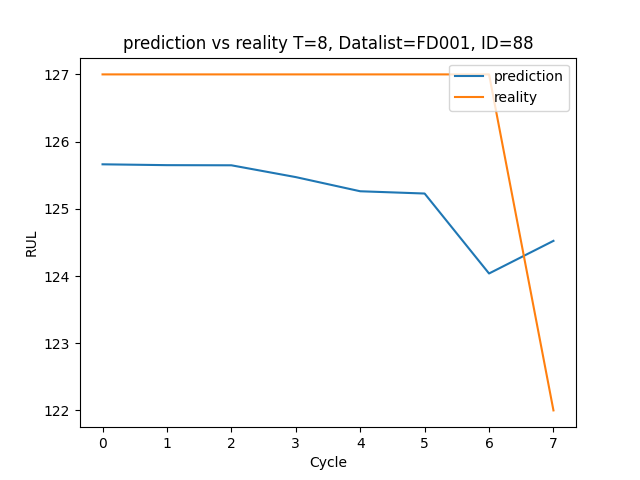 prediction vs reality T=8, Datalist=FD001, ID=88
127
126
125
124
123
122
RUL
prediction
reality
0 1 2 3 4 5 6 7
Cycle